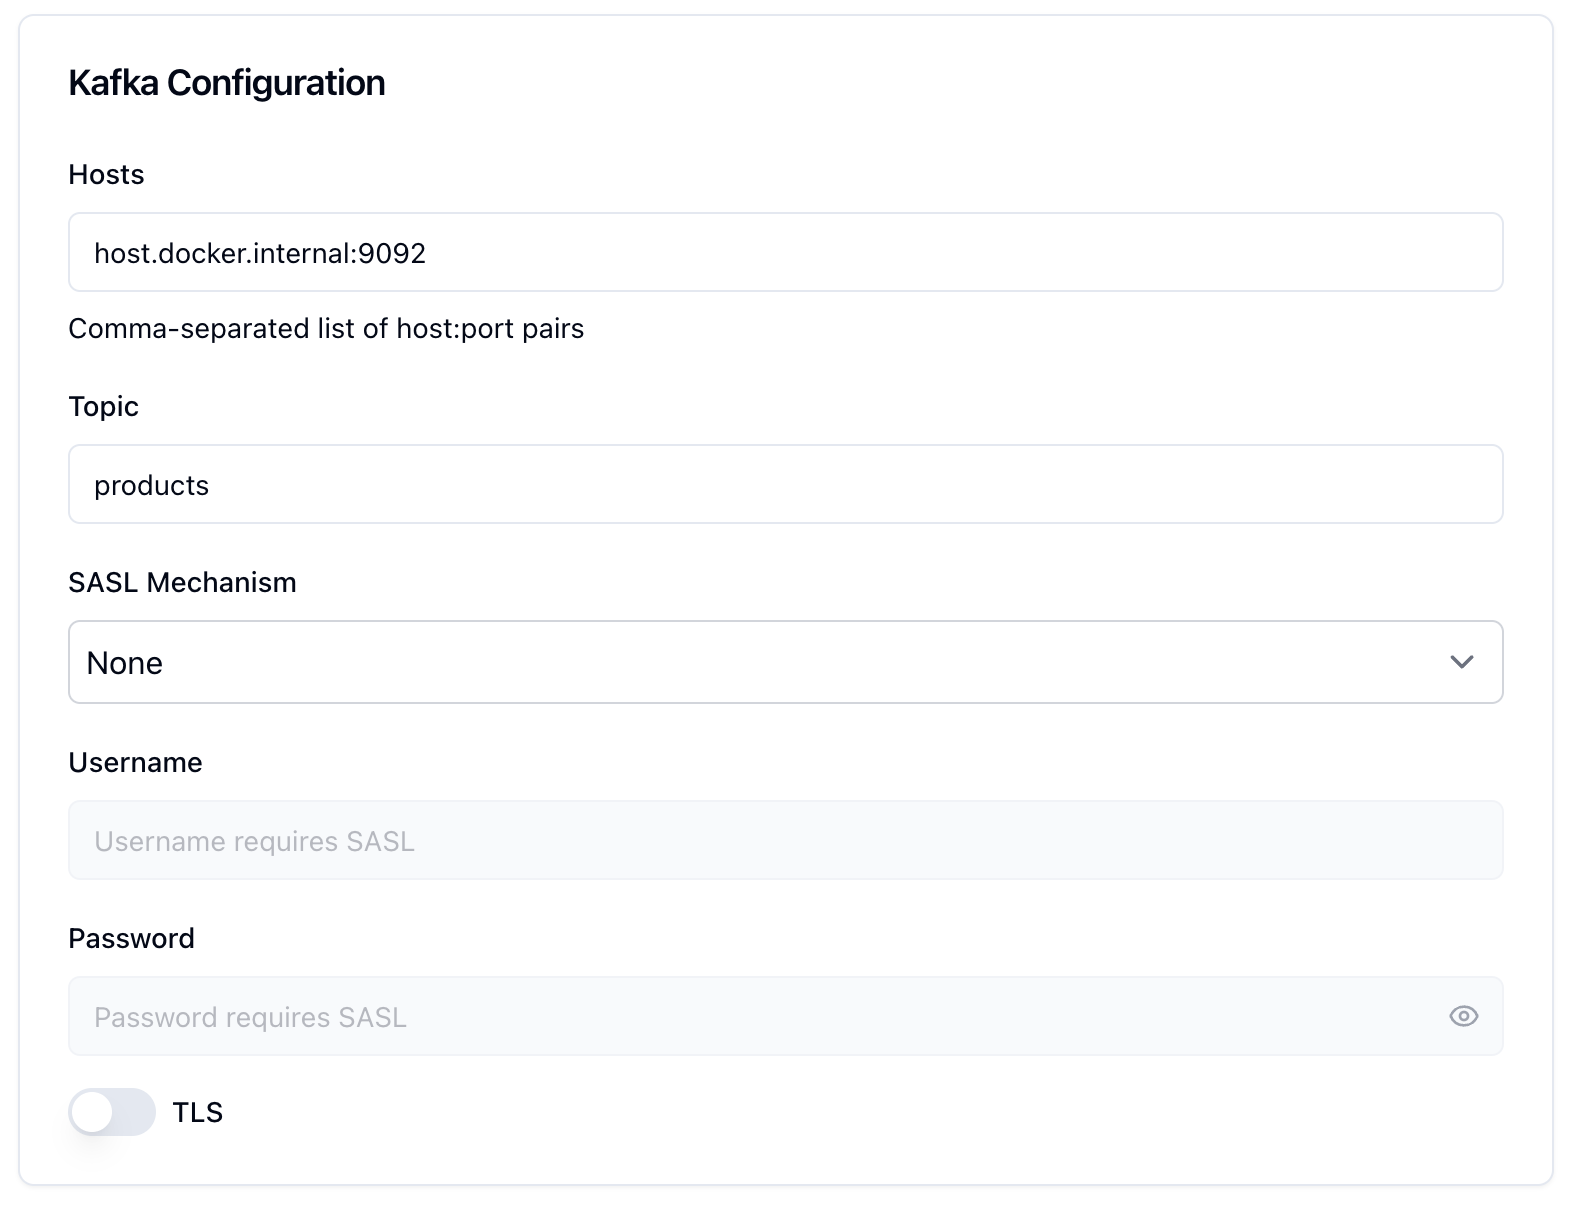 Kafka Configuration
Hosts
host.docker.internal:9092
Comma-separated list of host:port pairs
Topic
products
SASL Mechanism
None
Username
Username requires SASL
Password
Password requires SASL
TLS